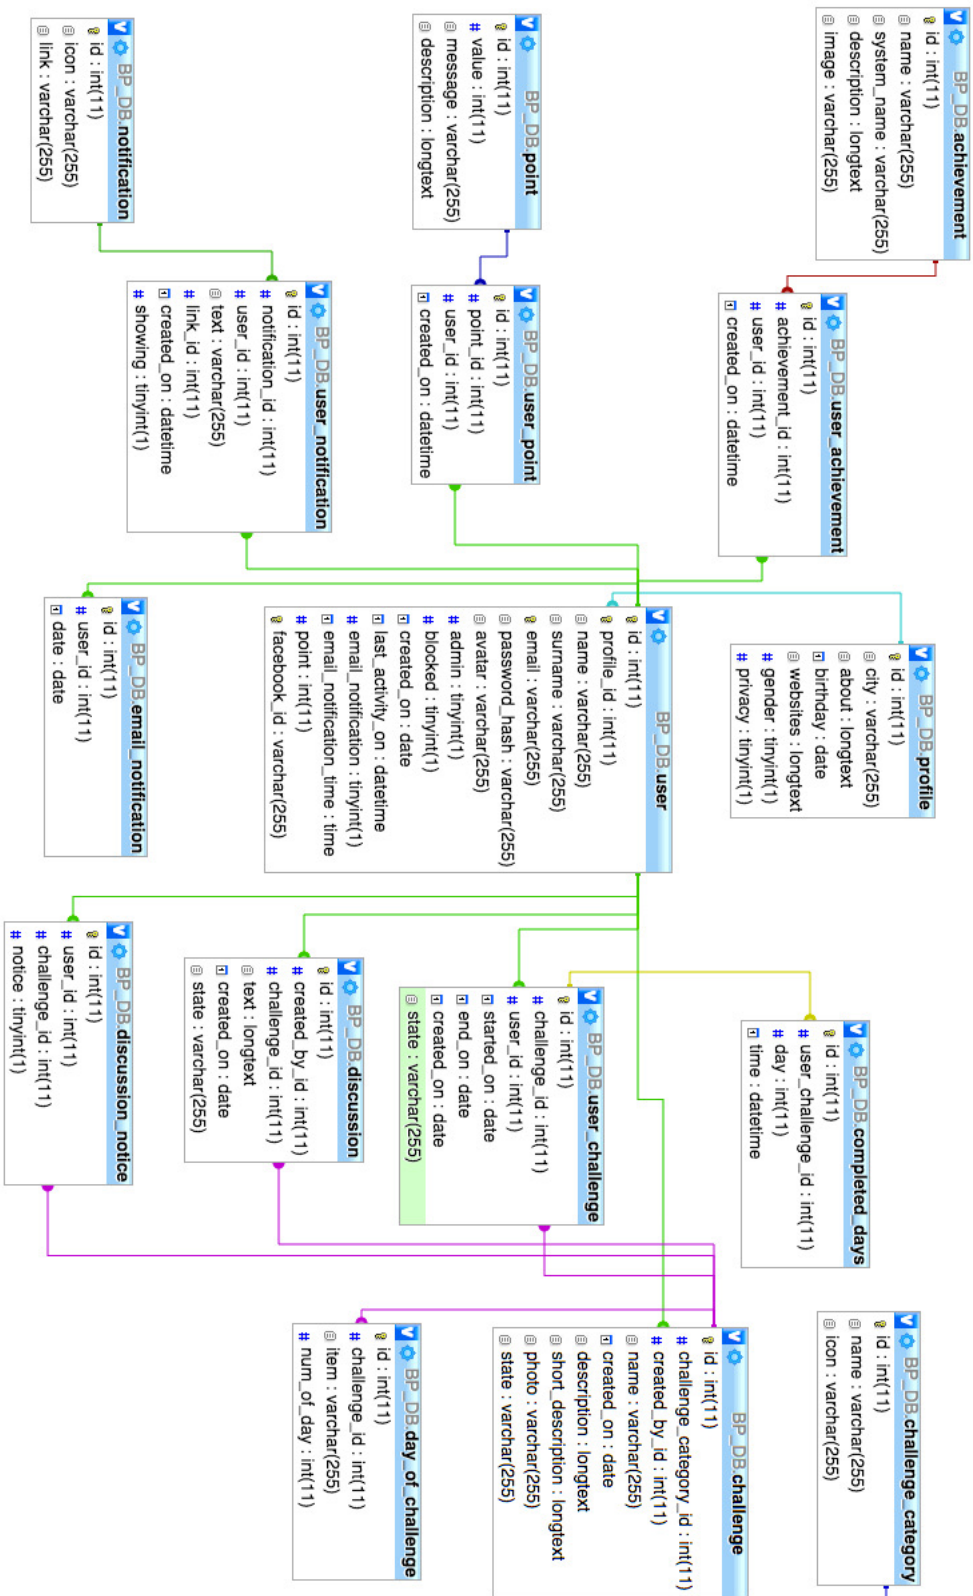 BP_DB.achievement
id : int(11)
name : varchar(255)
system_name : varchar(255)
description : longtext
image : varchar(255)
BP_DB.point
id : int(11)
value : int(11)
message : varchar(255)
description : longtext
BP_DB.notification
id : int(11)
icon : varchar(255)
link : varchar(255)
BP_DB.user_achievement
id : int(11)
achievement_id : int(11)
user_id : int(11)
created_on : datetime
BP_DB.user_point
id : int(11)
point_id : int(11)
user_id : int(11)
created_on : datetime
BP_DB.user_notification
id : int(11)
notification_id : int(11)
user_id : int(11)
text : varchar(255)
link_id : int(11)
created_on : datetime
showing : tinyint(1)
BP_DB.profile
id : int(11)
city : varchar(255)
about : longtext
birthday : date
websites : longtext
gender : tinyint(1)
privacy : tinyint(1)
BP_DB.user
id : int(11)
profile_id : int(11)
name : varchar(255)
surname : varchar(255)
email : varchar(255)
password_hash : varchar(255)
avatar : varchar(255)
admin : tinyint(1)
blocked : tinyint(1)
created_on : date
last_activity_on : datetime
email_notification : tinyint(1)
email_notification_time : time
point : int(11)
facebook_id : varchar(255)
BP_DB.email_notification
id : int(11)
user_id : int(11)
date : date
BP_DB.completed_days
id : int(11)
user_challenge_id : int(11)
day : int(11)
time : datetime
BP_DB.user_challenge
id : int(11)
challenge_id : int(11)
user_id : int(11)
started_on : date
end_on : date
created_on : date
state : varchar(255)
BP_DB.discussion
id : int(11)
created_by_id : int(11)
challenge_id : int(11)
text : longtext
created_on : date
state : varchar(255)
BP_DB.discussion_notice
id : int(11)
user_id : int(11)
challenge_id : int(11)
notice : tinyint(1)
BP_DB.challenge_category
id : int(11)
name : varchar(255)
icon : varchar(255)
BP_DB.challenge
id : int(11)
challenge_category_id : int(11)
created_by_id : int(11)
name : varchar(255)
created_on : date
description : longtext
short_description : longtext
photo : varchar(255)
state : varchar(255)
BP_DB.day_of_challenge
id : int(11)
challenge_id : int(11)
item : varchar(255)
num_of_day : int(11)